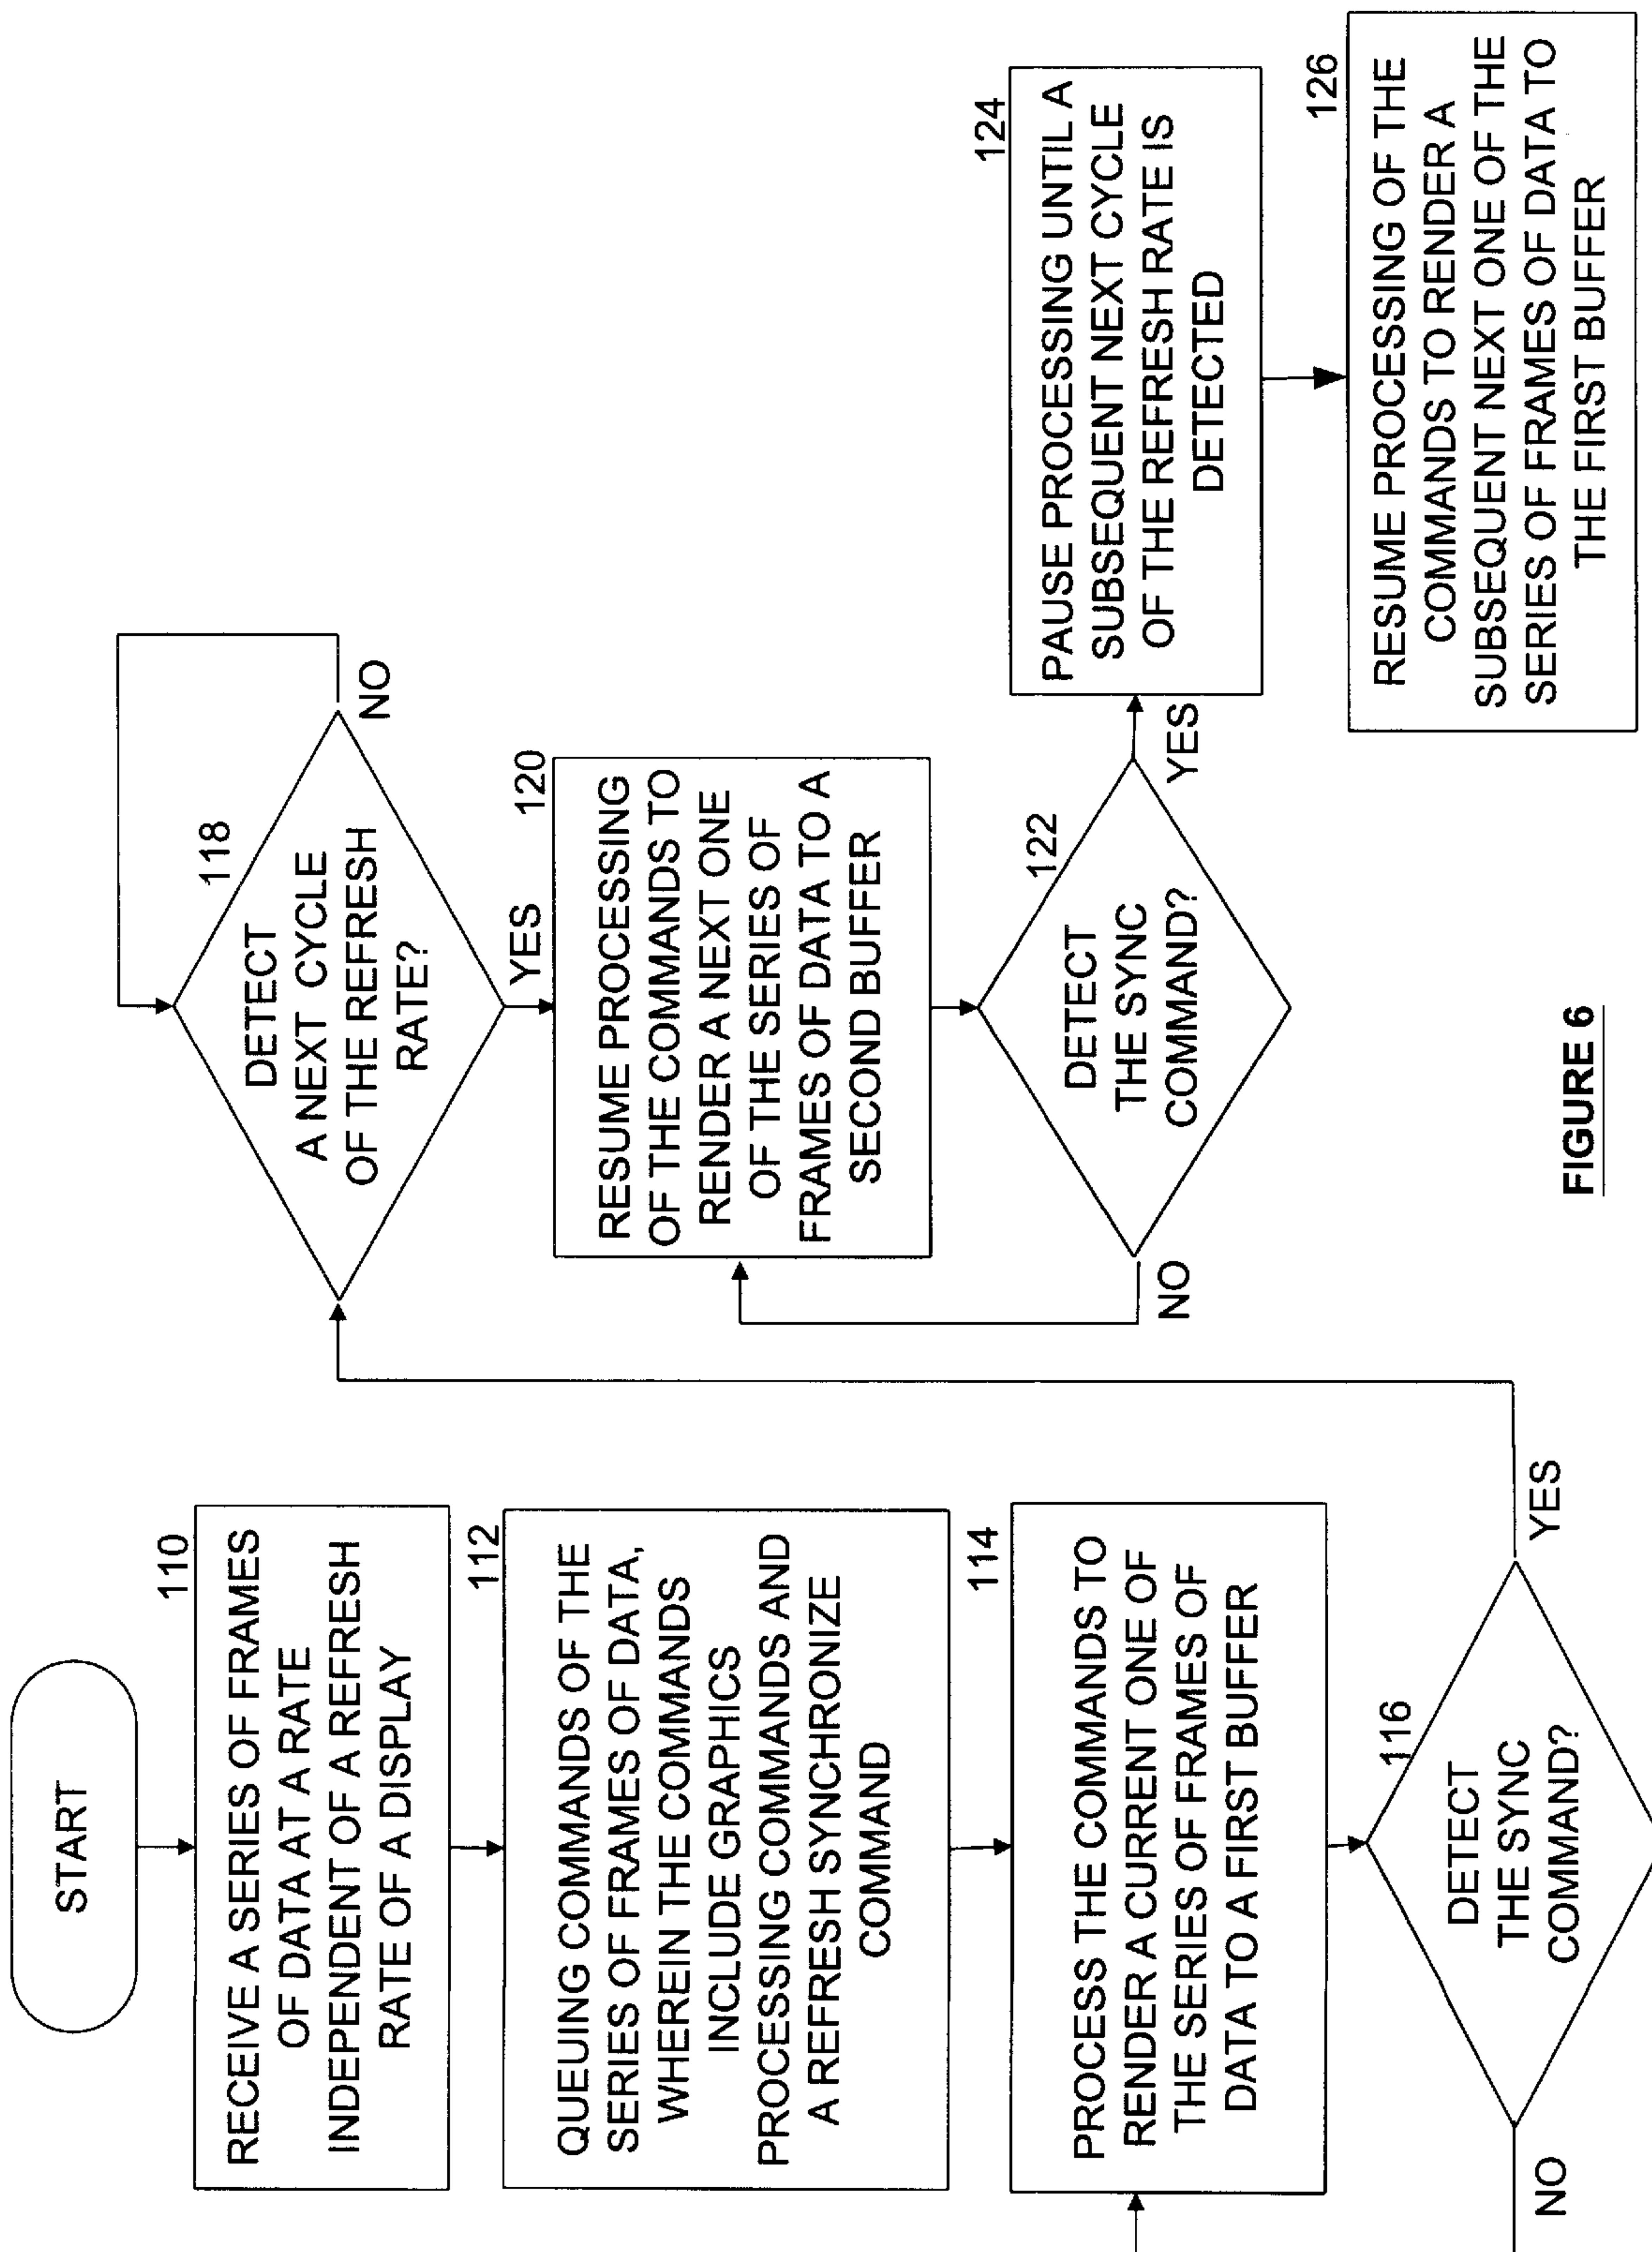 START
110
RECEIVE A SERIES OF FRAMES
OF DATA AT A RATE
INDEPENDENT OF A REFRESH
RATE OF A DISPLAY
112
QUEUING COMMANDS OF THE
SERIES OF FRAMES OF DATA,
WHEREIN THE COMMANDS
INCLUDE GRAPHICS
PROCESSING COMMANDS AND
A REFRESH SYNCHRONIZE
COMMAND
114
PROCESS THE COMMANDS TO
RENDER A CURRENT ONE OF
THE SERIES OF FRAMES OF
DATA TO A FIRST BUFFER
116
DETECT
THE SYNC
COMMAND?
NO
YES
118
DETECT
A NEXT CYCLE
OF THE REFRESH
RATE?
NO
YES
120
RESUME PROCESSING
OF THE COMMANDS TO
RENDER A NEXT ONE
OF THE SERIES OF
FRAMES OF DATA TO A
SECOND BUFFER
122
DETECT
THE SYNC
COMMAND?
NO
YES
124
PAUSE PROCESSING UNTIL A
SUBSEQUENT NEXT CYCLE
OF THE REFRESH RATE IS
DETECTED
126
RESUME PROCESSING OF THE
COMMANDS TO RENDER A
SUBSEQUENT NEXT ONE OF THE
SERIES OF FRAMES OF DATA TO
THE FIRST BUFFER
FIGURE 6